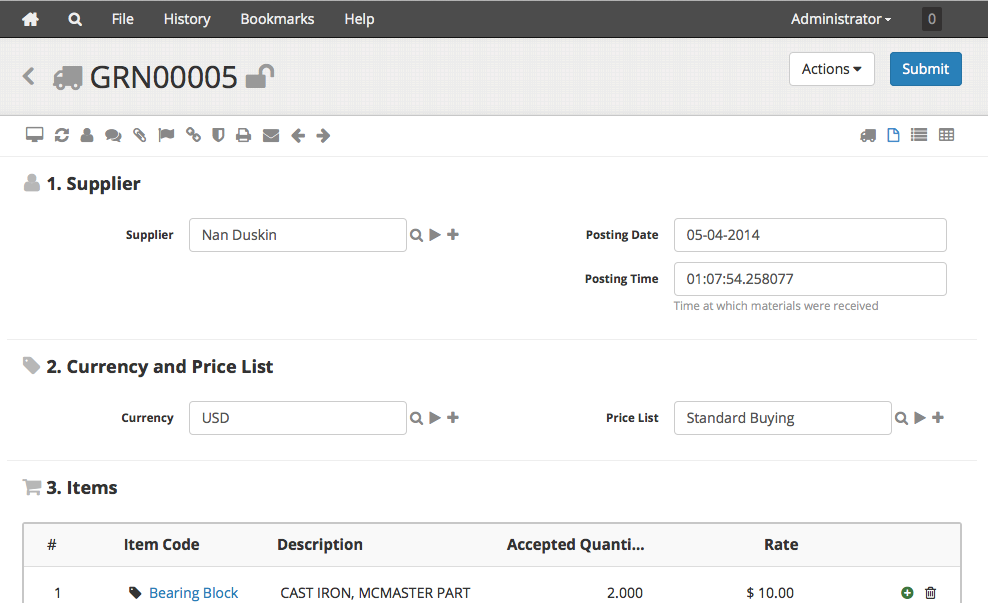 File History Bookmarks Help Administrator 0
GRN00005 Actions Submit
1. Supplier
Supplier Nan Duskin Posting Date 05-04-2014
Posting Time 01:07:54.258077
Time at which materials were received
2. Currency and Price List
Currency USD Price List Standard Buying
3. Items
# Item Code Description Accepted Quanti... Rate
1 Bearing Block CAST IRON, MCMASTER PART 2.000 $ 10.00